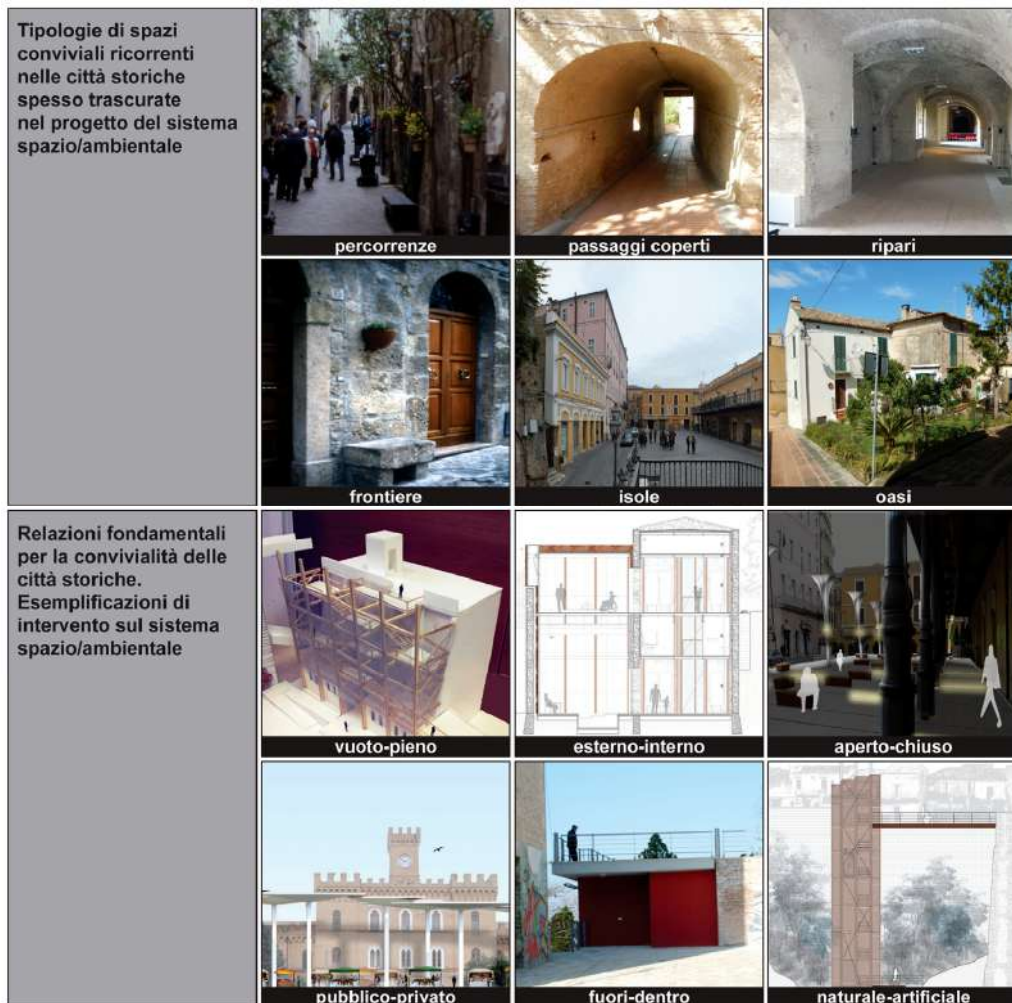 Tipologie di spazi
conviviali ricorrenti
nelle città storiche
spesso trascurate
nel progetto del sistema
spazio/ambientale
percorrenze
passaggi coperti
ripari
frontiere
isole
oasi
Relazioni fondamentali
per la convivialità delle
città storiche.
Esemplificazioni di
intervento sul sistema
spazio/ambientale
vuoto-pieno
esterno-interno
aperto-chiuso
pubblico-privato
fuori-dentro
naturale-artificiale